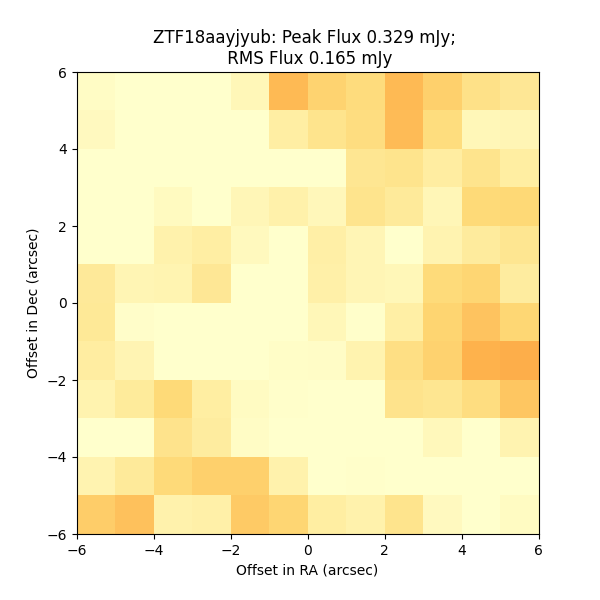 ZTF18aayjyub: Peak Flux 0.329 mJy;
RMS Flux 0.165 mJy
6
4
2
0
−2
−4
−6
Offset in Dec (arcsec)
−6 −4 −2 0 2 4 6
Offset in RA (arcsec)